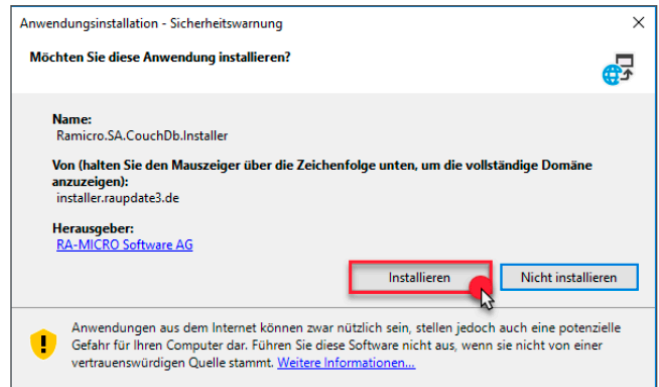 Anwendungsinstallation - Sicherheitswarnung
Möchten Sie diese Anwendung installieren?
Name:
Ramicro.SA.CouchDb.Installer
Von (halten Sie den Mauszeiger über die Zeichenfolge unten, um die vollständige Domäne
anzuzeigen):
installer.raupdate3.de
Herausgeber:
RA-MICRO Software AG
Installieren Nicht installieren
Anwendungen aus dem Internet können zwar nützlich sein, stellen jedoch auch eine potenzielle
Gefahr für Ihren Computer dar. Führen Sie diese Software nicht aus, wenn sie nicht von einer
vertrauenswürdigen Quelle stammt. Weitere Informationen...